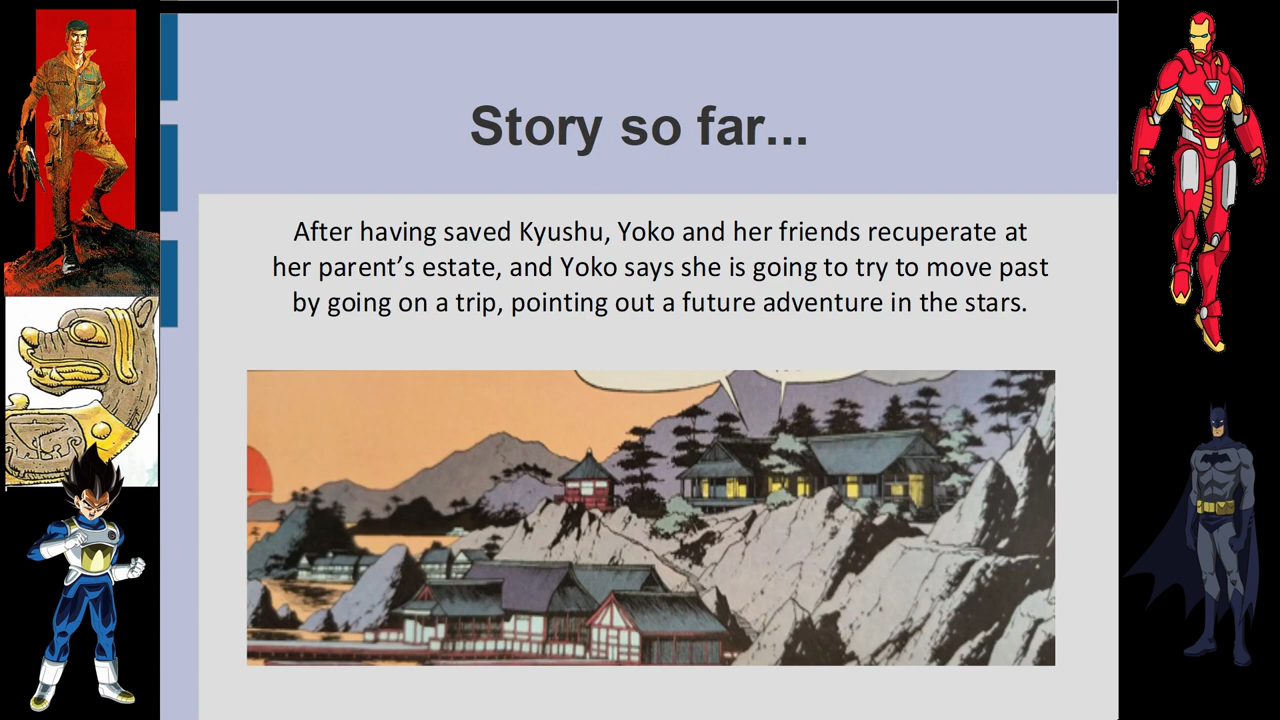 Story so far...
After having saved Kyushu, Yoko and her friends recuperate at
her parent’s estate, and Yoko says she is going to try to move past
by going on a trip, pointing out a future adventure in the stars.